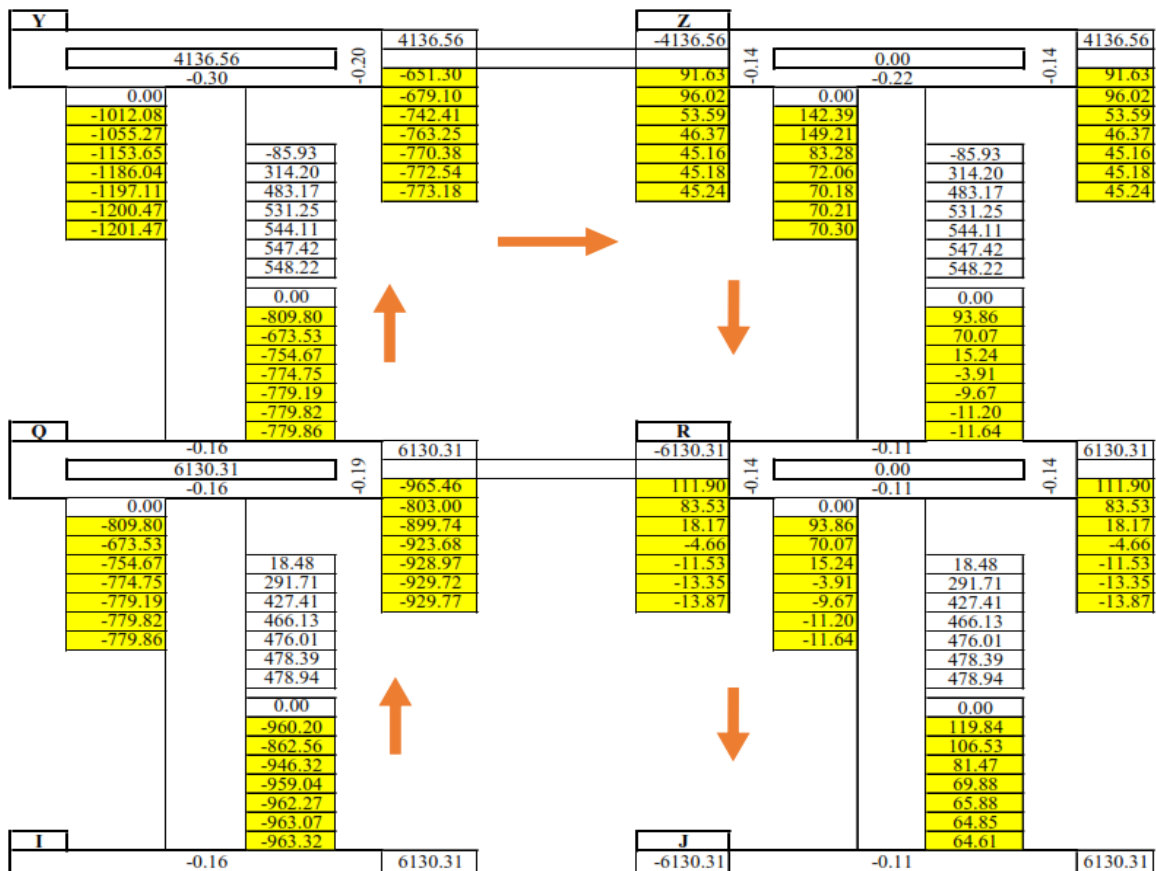 Y Z
4136.56 -4136.56 4136.56
4136.56 -0.20 -0.14 0.00 -0.14
-0.30 -651.30 91.63 -0.22 91.63
0.00 -679.10 96.02 0.00 96.02
-1012.08 -742.41 53.59 142.39 53.59
-1055.27 -763.25 46.37 149.21 46.37
-1153.65 -85.93 -770.38 45.16 83.28 -85.93 45.16
-1186.04 314.20 -772.54 45.18 72.06 314.20 45.18
-1197.11 483.17 -773.18 45.24 70.18 483.17 45.24
-1200.47 531.25 70.21 531.25
-1201.47 544.11 70.30 544.11
547.42 547.42
548.22 548.22
0.00 0.00
-809.80 93.86
-673.53 70.07
-754.67 15.24
-774.75 -3.91
-779.19 -9.67
-779.82 -11.20
Q -779.86 R -11.64
-0.16 6130.31 -6130.31 -0.11 6130.31
6130.31 -0.19 -0.14 0.00 -0.14
-0.16 -965.46 111.90 -0.11 111.90
0.00 -803.00 83.53 0.00 83.53
-809.80 -899.74 18.17 93.86 18.17
-673.53 -923.68 -4.66 70.07 -4.66
-754.67 18.48 -928.97 -11.53 15.24 18.48 -11.53
-774.75 291.71 -929.72 -13.35 -3.91 291.71 -13.35
-779.19 427.41 -929.77 -13.87 -9.67 427.41 -13.87
-779.82 466.13 -11.20 466.13
-779.86 476.01 -11.64 476.01
478.39 478.39
478.94 478.94
0.00 0.00
-960.20 119.84
-862.56 106.53
-946.32 81.47
-959.04 69.88
-962.27 65.88
-963.07 64.85
I -963.32 J 64.61
-0.16 6130.31 -6130.31 -0.11 6130.31